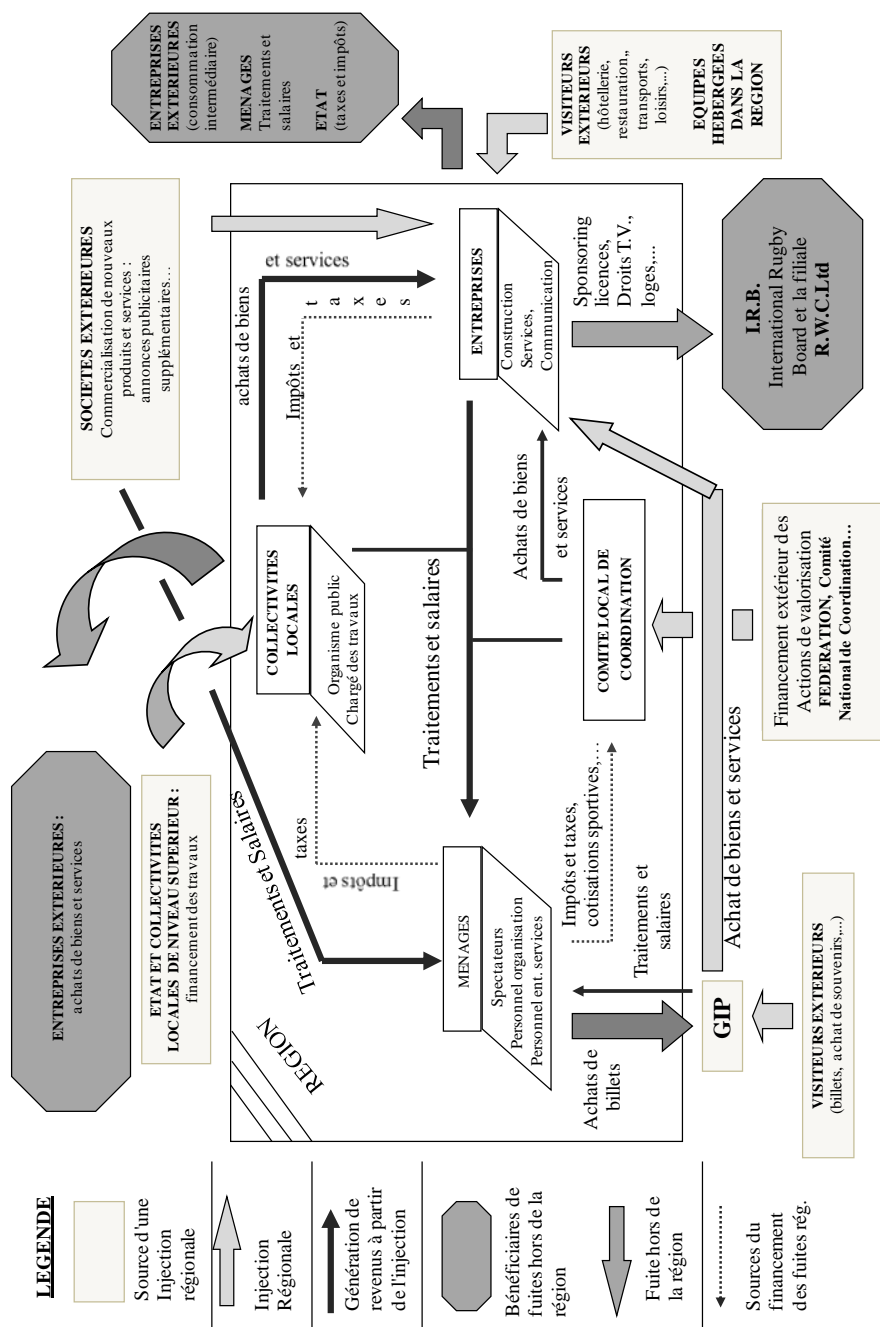 ENTREPRISES EXTERIEURES :
achats de biens et services
ETAT ET COLLECTIVITES
LOCALES DE NIVEAU SUPERIEUR :
financement des travaux
SOCIETES EXTERIEURES
Commercialisation de nouveaux
produits et services :
annonces publicitaires
supplémentaires…
ENTREPRISES
EXTERIEURES
(consommation
intermédiaire)
MENAGES
Traitements et
salaires
ETAT
(taxes et impôts)
REGION
Traitements et Salaires
COLLECTIVITES
LOCALES
Organisme public
Chargé des travaux
achats de biens
et services
Impôts et
taxes
Impôts et
taxes
MENAGES
Spectateurs
Personnel organisation
Personnel ent. services
Traitements et salaires
ENTREPRISES
Construction
Services,
Communication
VISITEURS
EXTERIEURS
(hôtellerie,
restauration,,
transports,
loisirs,…)
EQUIPES
HEBERGEES
DANS LA
REGION
Achats de biens
et services
COMITE LOCAL DE
COORDINATION
Impôts et taxes,
cotisations sportives,…
Achats de
billets
Traitements et
salaires
Sponsoring
licences,
Droits T.V.,
loges,…
GIP
Achat de biens et services
VISITEURS EXTERIEURS
(billets, achat de souvenirs,...)
Financement extérieur des
Actions de valorisation
FEDERATION, Comité
National de Coordination…
I.R.B.
International Rugby
Board et la filiale
R.W.C.Ltd
LEGENDE
Source d'une
Injection
régionale
Injection
Régionale
Génération de
revenus à partir
de l'injection
Bénéficiaires de
fuites hors de la
région
Fuite hors de
la région
Sources du
financement
des fuites rég.